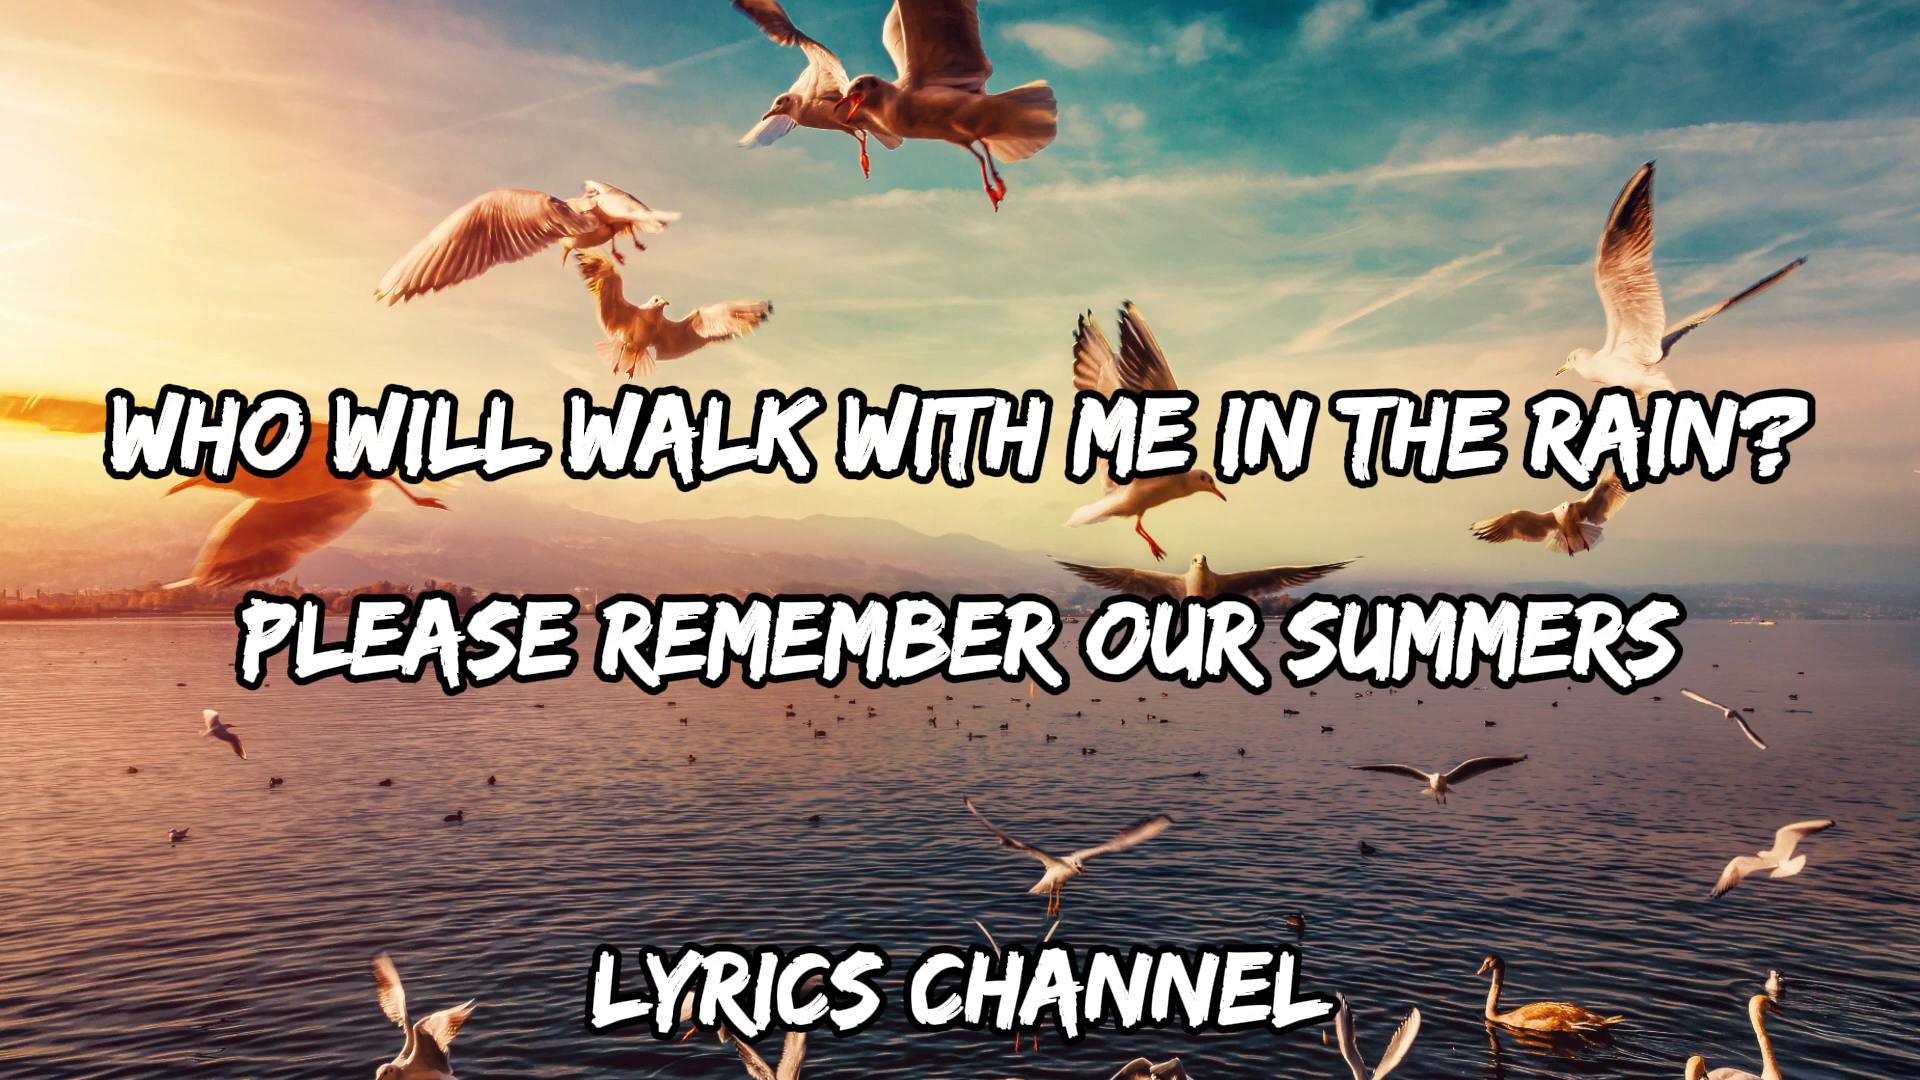 WHO WILL WALK WITH ME IN THE RAIN?
PLEASE REMEMBER OUR SUMMERS
LYRICS CHANNEL